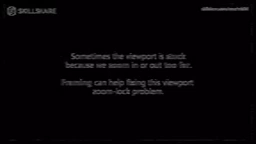 SKILLSHARE
Sometimes the viewport is stuck
because we zoom in or out too far.
Framing can help fixing this viewport
zoom-lock problem.